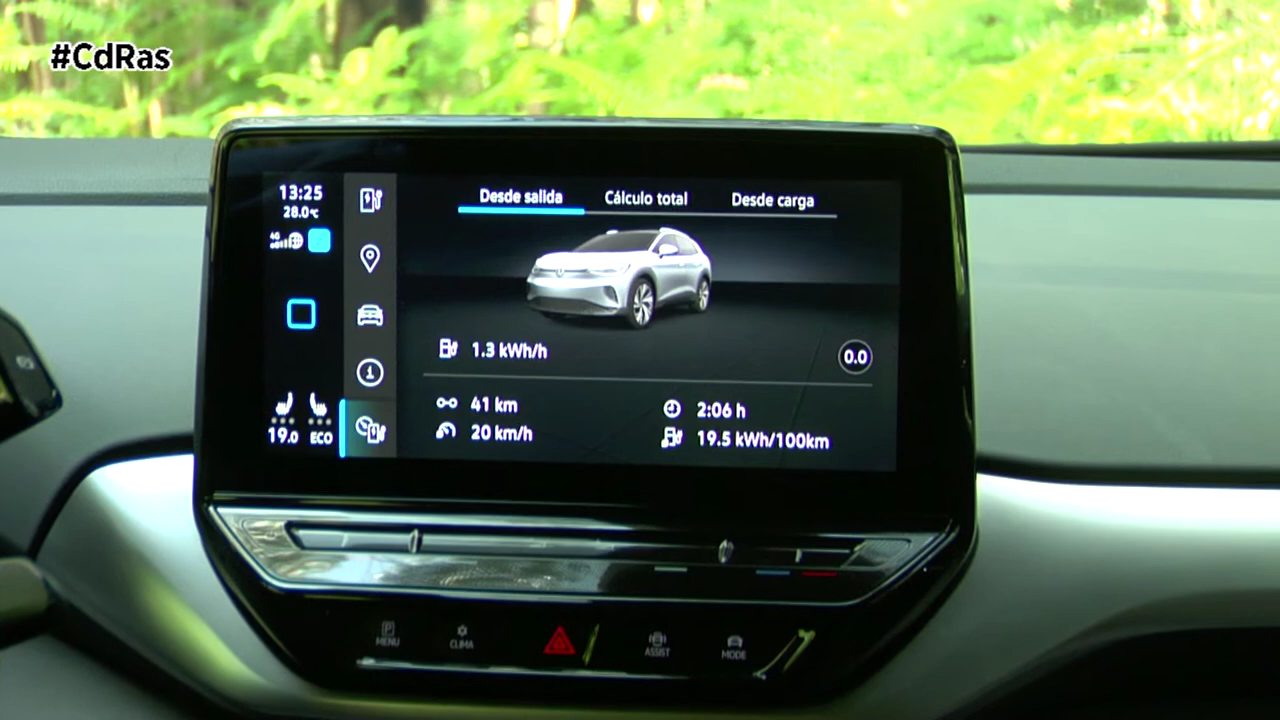 #CdRas
13:25
28.0°C
4G
19.0 ECO
Desde salida Cálculo total Desde carga
1.3 kWh/h
0.0
41 km
2:06 h
20 km/h
19.5 kWh/100km
MENU
CLIMA
ASSIST
MODE